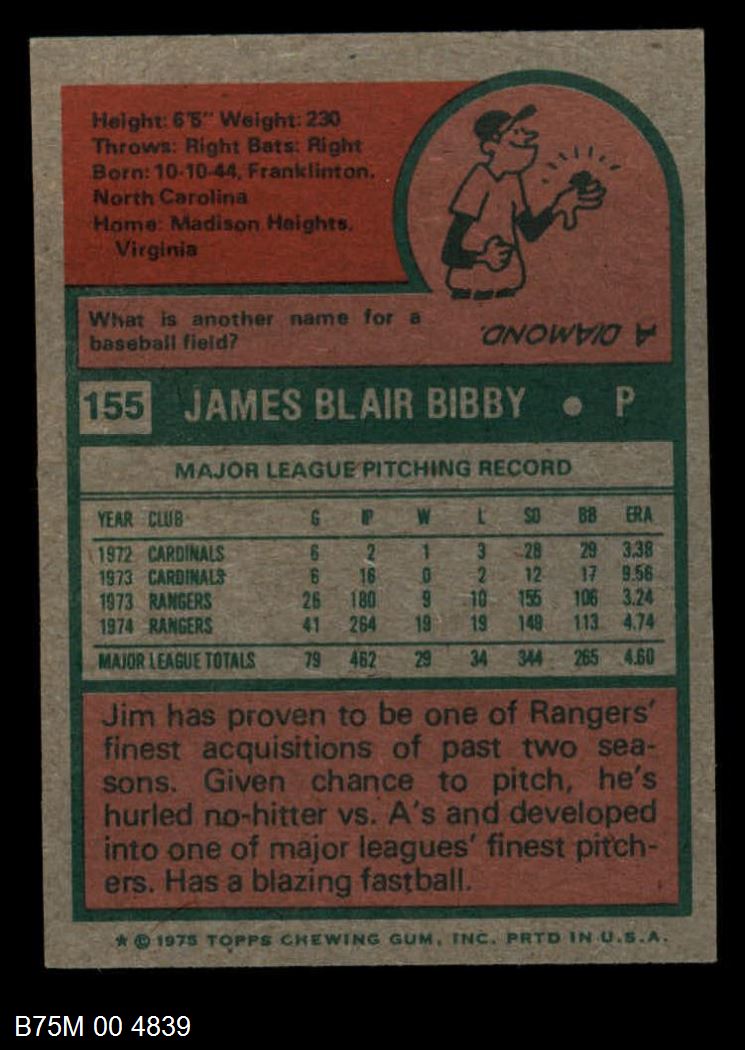 Height: 6'5" Weight: 230
Throws: Right Bats: Right
Born: 10-10-44, Franklinton,
North Carolina
Home: Madison Heights,
Virginia
What is another name for a
baseball field?
A DIAMOND.
155 JAMES BLAIR BIBBY • P
MAJOR LEAGUE PITCHING RECORD
YEAR CLUB G IP W L SO BB ERA
1972 CARDINALS 6 2 1 3 28 29 3.38
1973 CARDINALS 6 16 0 2 12 17 9.56
1973 RANGERS 26 180 9 10 155 106 3.24
1974 RANGERS 41 264 19 19 149 113 4.74
MAJOR LEAGUE TOTALS 79 462 29 34 344 265 4.60
Jim has proven to be one of Rangers'
finest acquisitions of past two sea-
sons. Given chance to pitch, he's
hurled no-hitter vs. A's and developed
into one of major leagues' finest pitch-
ers. Has a blazing fastball.
★ © 1975 TOPPS CHEWING GUM, INC. PRTD IN U.S.A.
B75M 00 4839